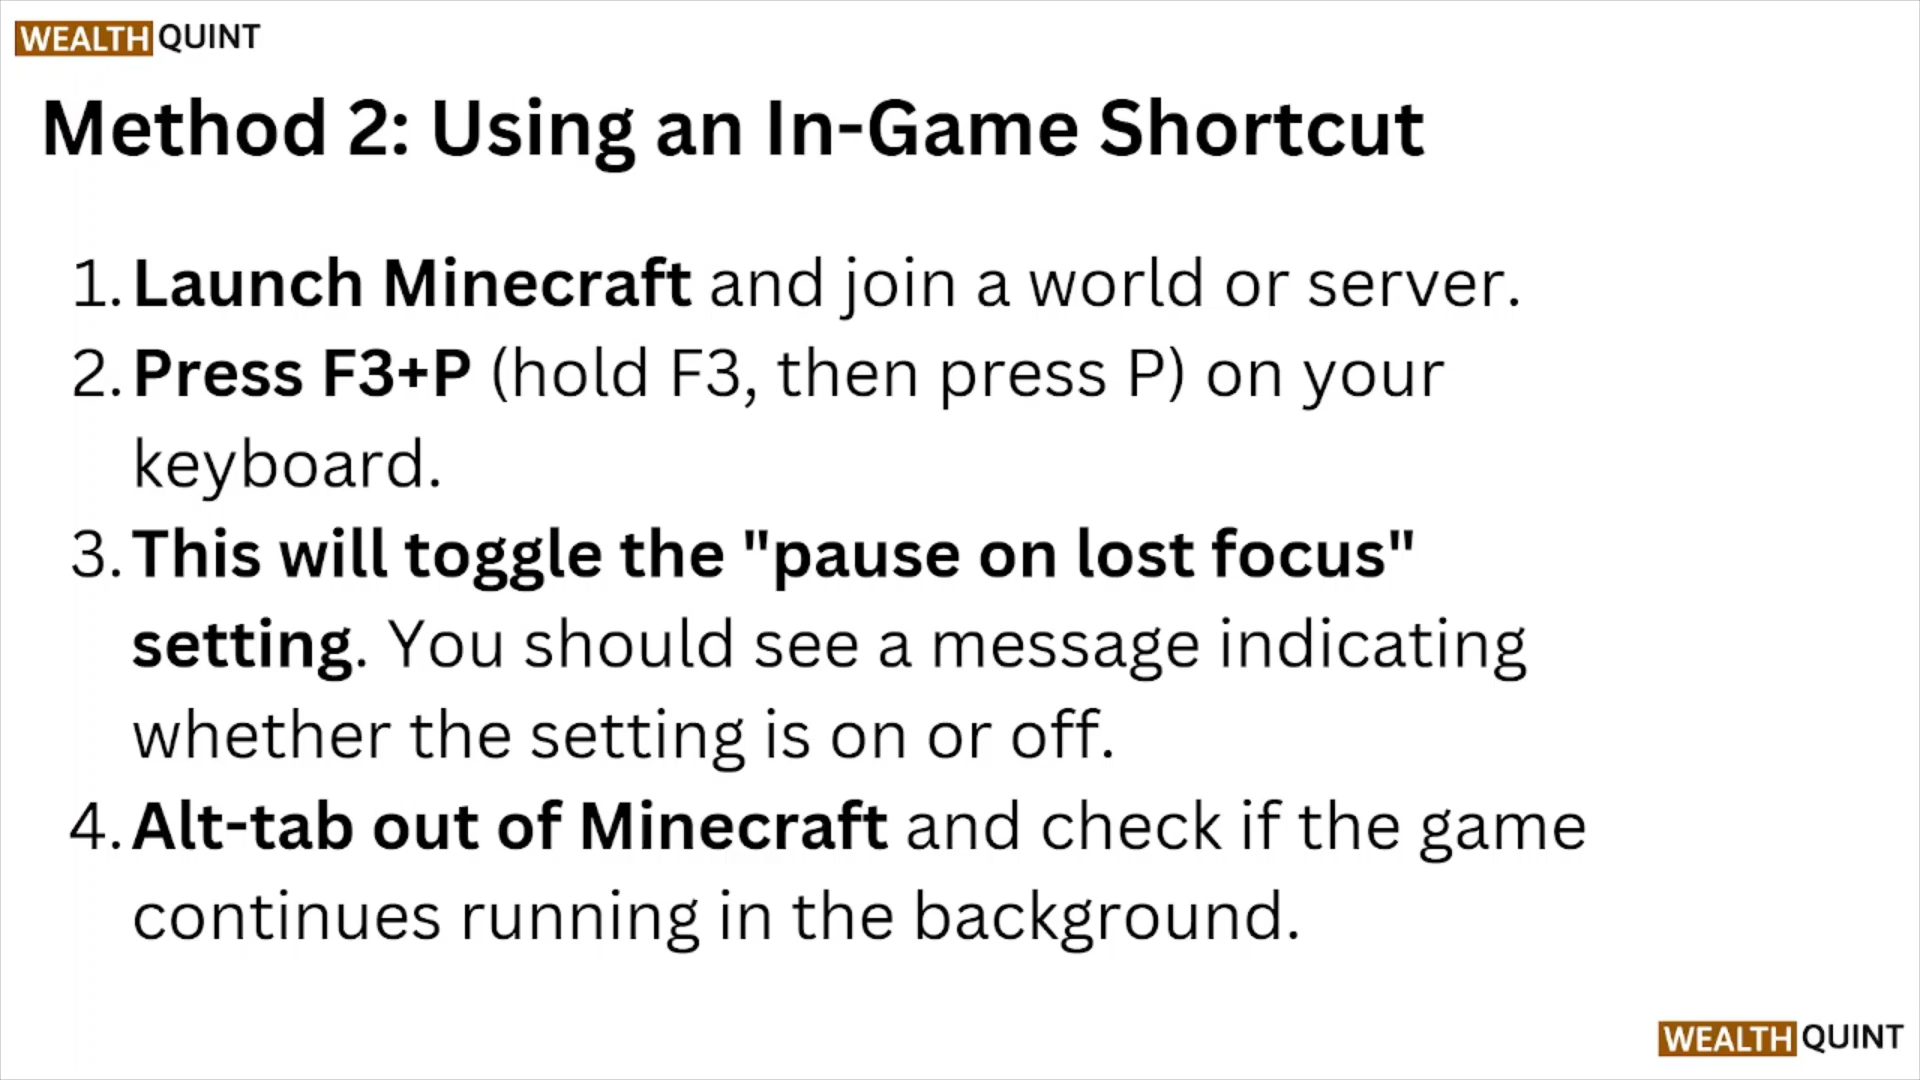 WEALTH QUINT
Method 2: Using an In-Game Shortcut
1. Launch Minecraft and join a world or server.
2. Press F3+P (hold F3, then press P) on your
keyboard.
3. This will toggle the "pause on lost focus"
setting. You should see a message indicating
whether the setting is on or off.
4. Alt-tab out of Minecraft and check if the game
continues running in the background.
WEALTH QUINT